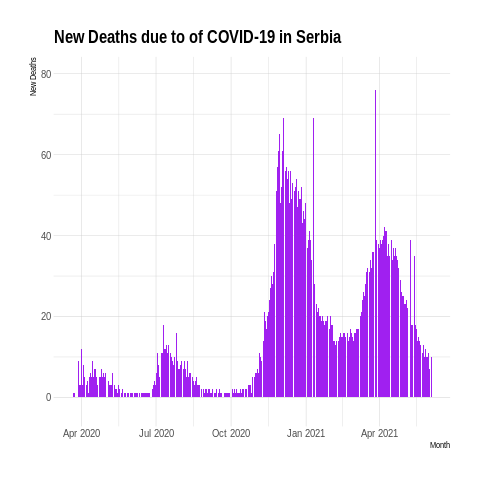 New Deaths due to of COVID-19 in Serbia
New Deaths
80
60
40
20
0
Apr 2020 Jul 2020 Oct 2020 Jan 2021 Apr 2021
Month